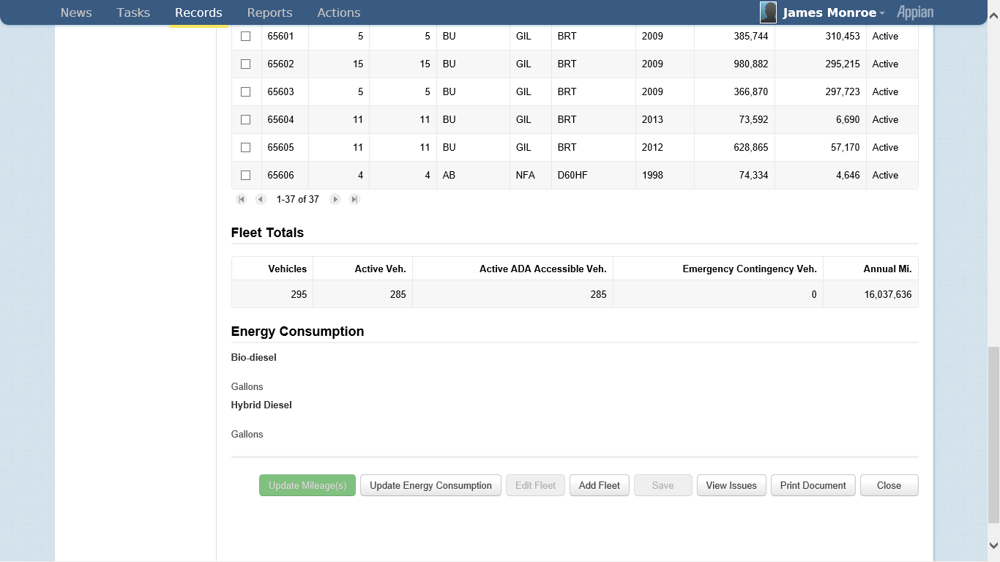 News Tasks Records Reports Actions James Monroe Appian
65601 5 5 BU GIL BRT 2009 385,744 310,453 Active
65602 15 15 BU GIL BRT 2009 980,882 295,215 Active
65603 5 5 BU GIL BRT 2009 366,870 297,723 Active
65604 11 11 BU GIL BRT 2013 73,592 6,690 Active
65605 11 11 BU GIL BRT 2012 628,865 57,170 Active
65606 4 4 AB NFA D60HF 1998 74,334 4,646 Active
1-37 of 37
Fleet Totals
Vehicles Active Veh. Active ADA Accessible Veh. Emergency Contingency Veh. Annual Mi.
295 285 285 0 16,037,636
Energy Consumption
Bio-diesel
Gallons
Hybrid Diesel
Gallons
Update Mileage(s) Update Energy Consumption Edit Fleet Add Fleet Save View Issues Print Document Close